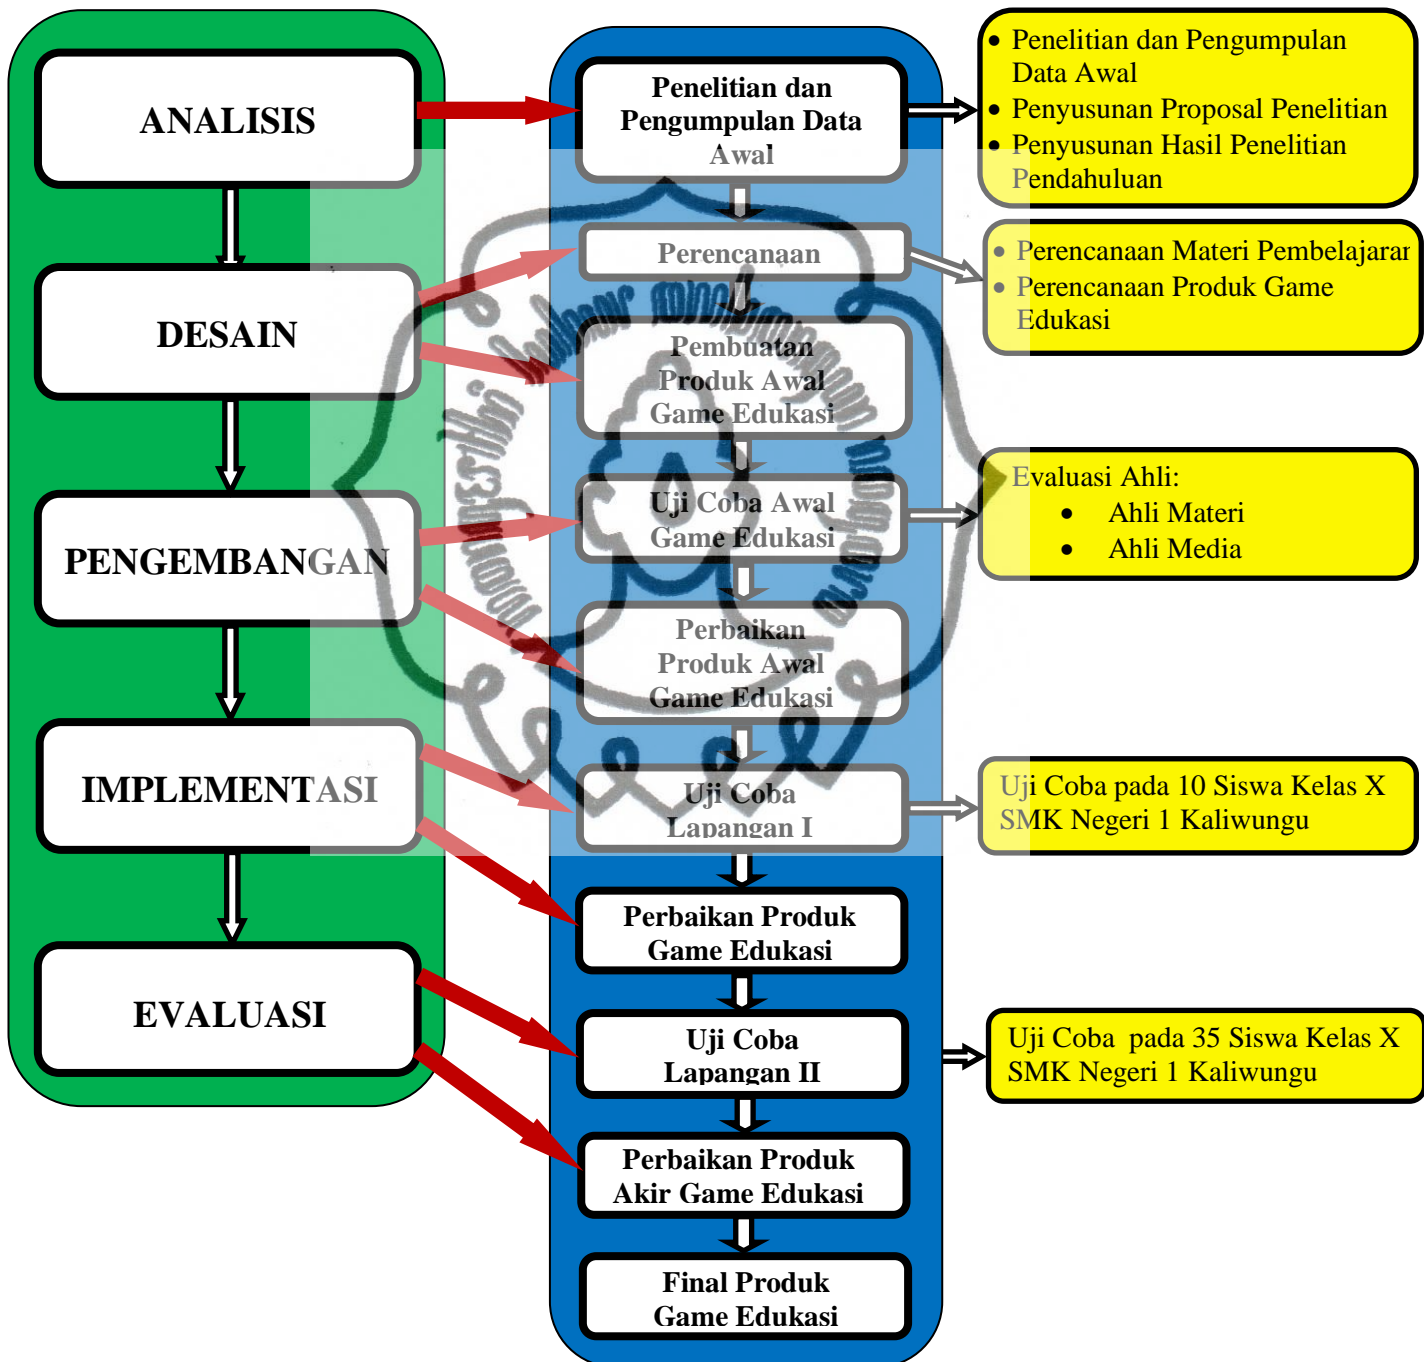 ANALISIS
DESAIN
PENGEMBANGAN
IMPLEMENTASI
EVALUASI
Penelitian dan
Pengumpulan Data
Awal
Perencanaan
Pembuatan
Produk Awal
Game Edukasi
Uji Coba Awal
Game Edukasi
Perbaikan
Produk Awal
Game Edukasi
Uji Coba
Lapangan I
Perbaikan Produk
Game Edukasi
Uji Coba
Lapangan II
Perbaikan Produk
Akir Game Edukasi
Final Produk
Game Edukasi
• Penelitian dan Pengumpulan
Data Awal
• Penyusunan Proposal Penelitian
• Penyusunan Hasil Penelitian
Pendahuluan
• Perencanaan Materi Pembelajaran
• Perencanaan Produk Game
Edukasi
Evaluasi Ahli:
• Ahli Materi
• Ahli Media
Uji Coba pada 10 Siswa Kelas X
SMK Negeri 1 Kaliwungu
Uji Coba pada 35 Siswa Kelas X
SMK Negeri 1 Kaliwungu